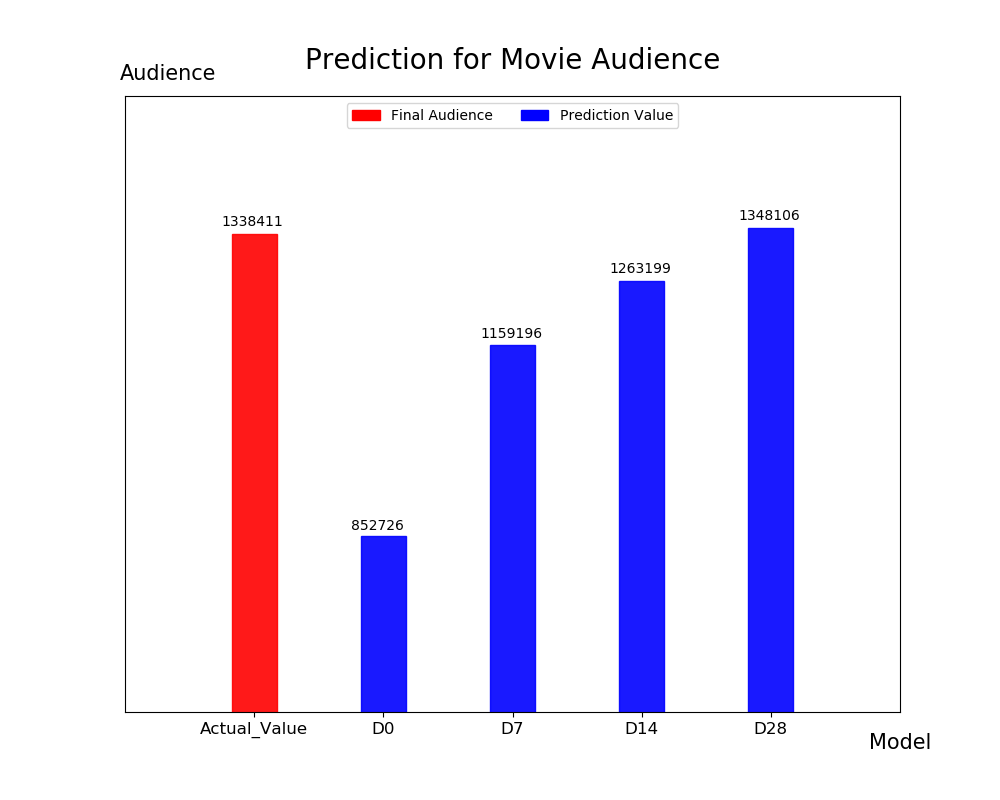 Prediction for Movie Audience
Audience
Final Audience
Prediction Value
1338411
852726
1159196
1263199
1348106
Actual_Value
D0
D7
D14
D28
Model